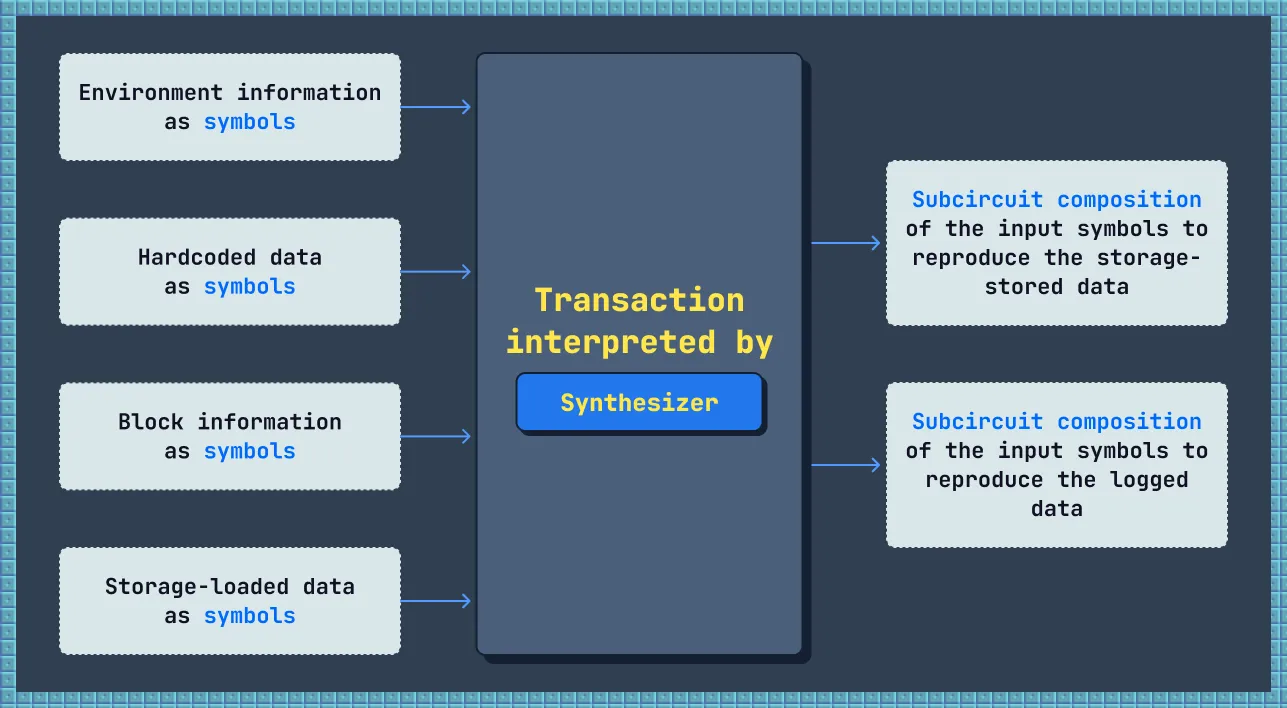 Environment information
as symbols
Hardcoded data
as symbols
Block information
as symbols
Storage-loaded data
as symbols
Transaction
interpreted by
Synthesizer
Subcircuit composition
of the input symbols to
reproduce the storage-
stored data
Subcircuit composition
of the input symbols to
reproduce the logged
data